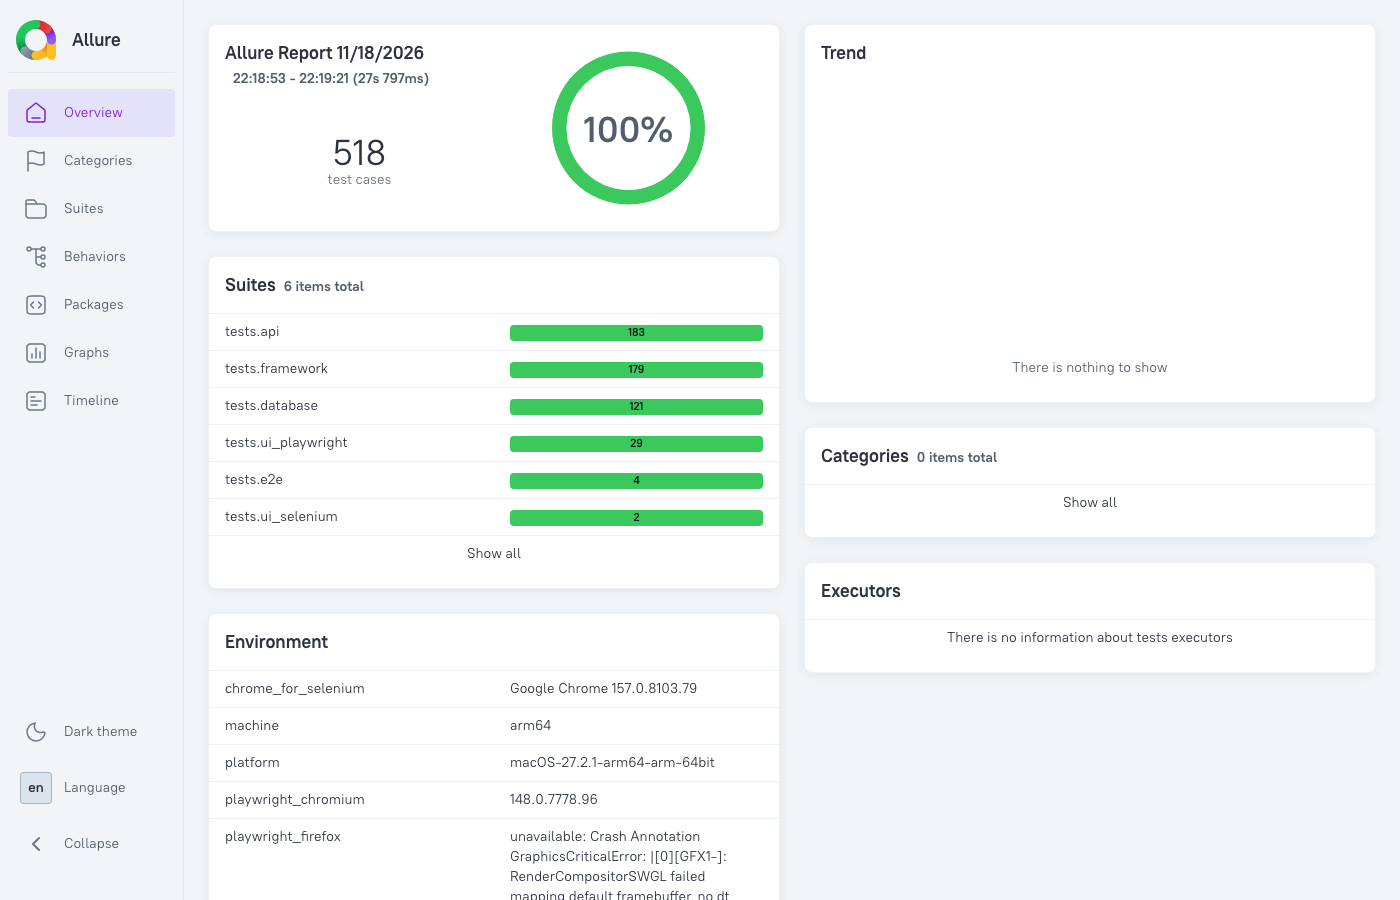 Allure
Overview
Categories
Suites
Behaviors
Packages
Graphs
Timeline
Dark theme
en Language
Collapse
Allure Report 11/18/2026
22:18:53 - 22:19:21 (27s 797ms)
518
test cases
100%
Suites 6 items total
tests.api 183
tests.framework 179
tests.database 121
tests.ui_playwright 29
tests.e2e 4
tests.ui_selenium 2
Show all
Environment
chrome_for_selenium Google Chrome 157.0.8103.79
machine arm64
platform macOS-27.2.1-arm64-arm-64bit
playwright_chromium 148.0.7778.96
playwright_firefox unavailable: Crash Annotation
GraphicsCriticalError: |[0][GFX1-]:
RenderCompositorSWGL failed
mapping default framebuffer, no dt
Trend
There is nothing to show
Categories 0 items total
Show all
Executors
There is no information about tests executors